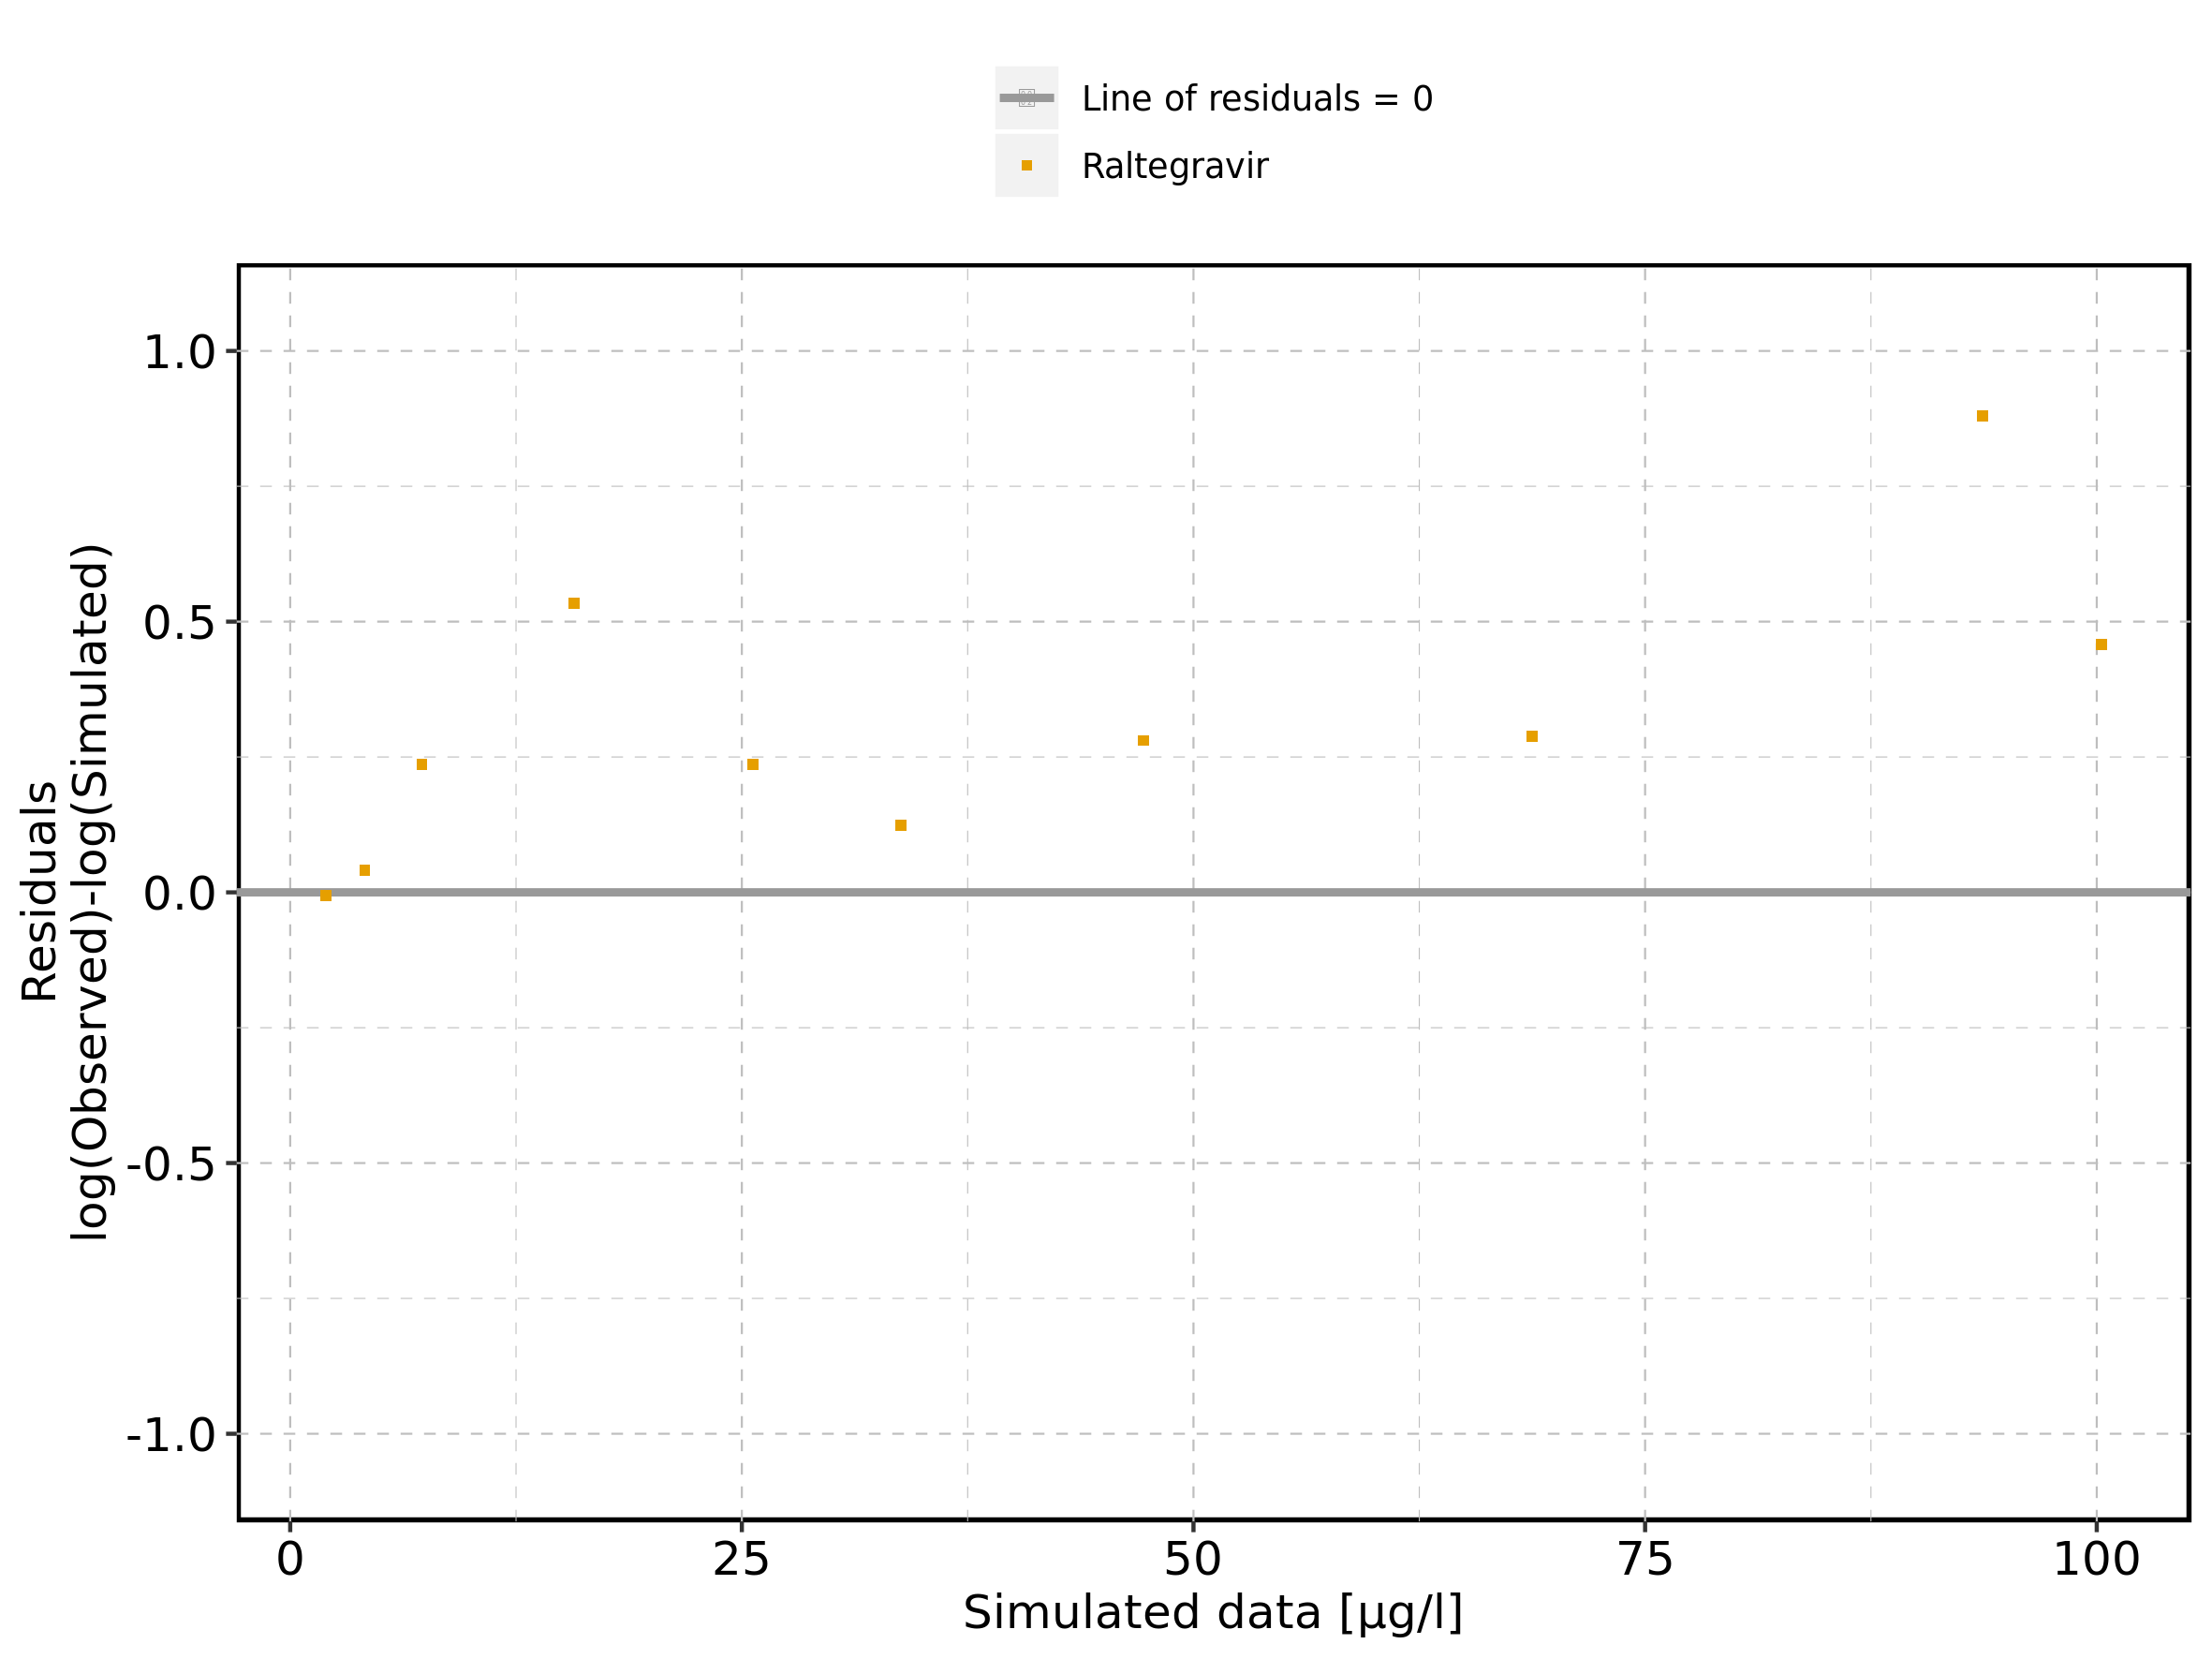 Line of residuals = 0
Raltegravir
Residuals
log(Observed)-log(Simulated)
1.0
0.5
0.0
-0.5
-1.0
0 25 50 75 100
Simulated data [µg/l]